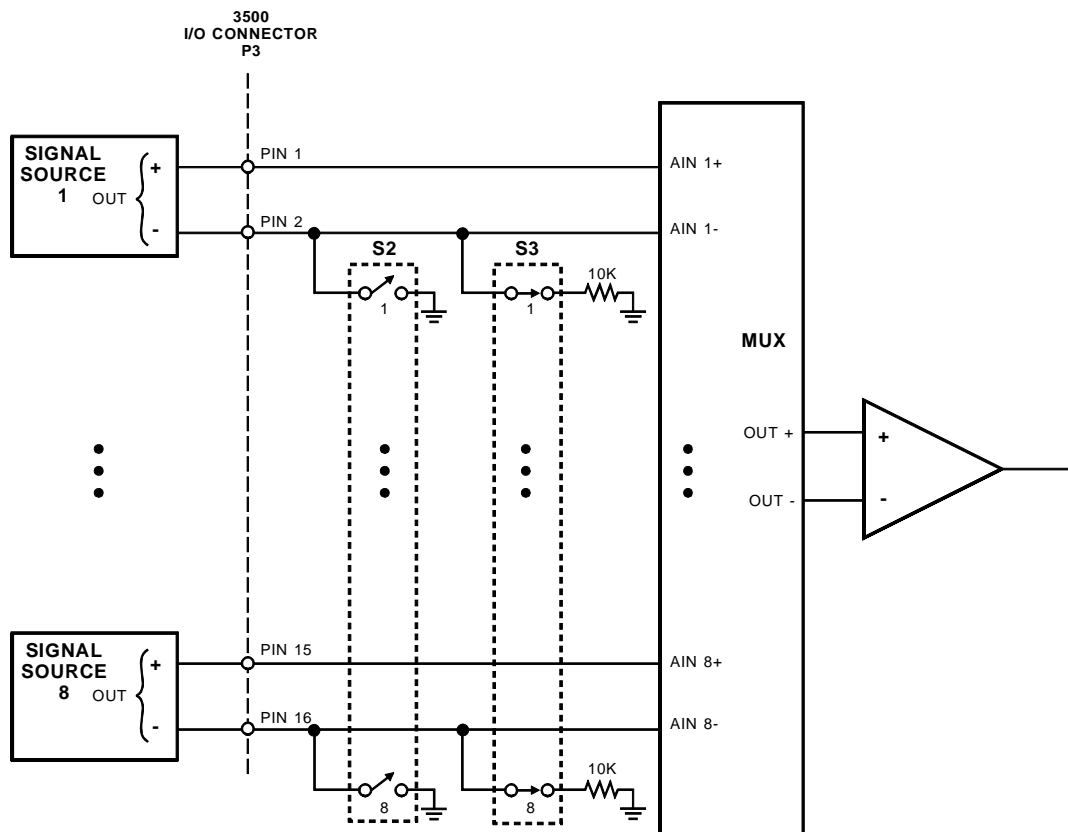 3500
I/O CONNECTOR
P3
SIGNAL
SOURCE
1
OUT
+
-
PIN 1
AIN 1+
PIN 2
AIN 1-
S2
S3
1
1
10K
MUX
OUT +
OUT -
+
-
SIGNAL
SOURCE
8
OUT
+
-
PIN 15
AIN 8+
PIN 16
AIN 8-
8
8
10K